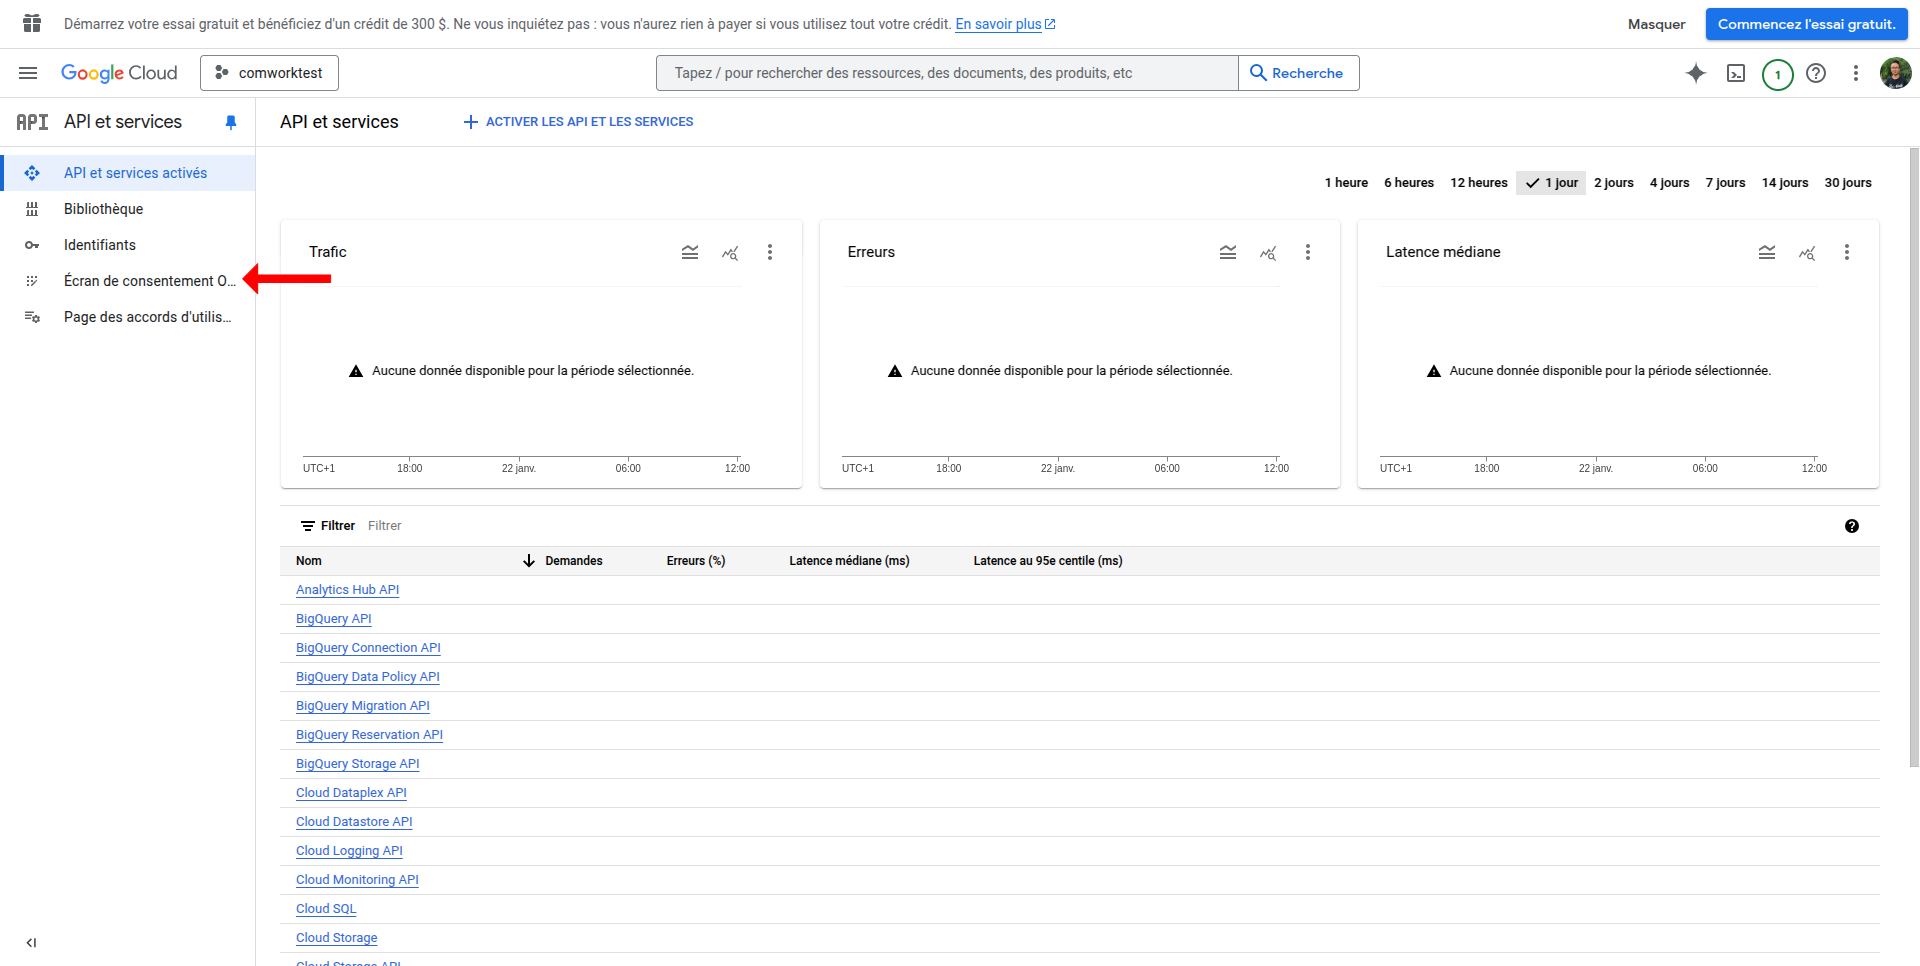 Démarrez votre essai gratuit et bénéficiez d'un crédit de 300 $. Ne vous inquiétez pas : vous n'aurez rien à payer si vous utilisez tout votre crédit. En savoir plus
Masquer
Commencez l'essai gratuit.
Google Cloud
comworktest
Tapez / pour rechercher des ressources, des documents, des produits, etc
Recherche
1
API
API et services
API et services
ACTIVER LES API ET LES SERVICES
API et services activés
Bibliothèque
Identifiants
Écran de consentement O...
Page des accords d'utilis...
1 heure 6 heures 12 heures 1 jour 2 jours 4 jours 7 jours 14 jours 30 jours
Trafic
Aucune donnée disponible pour la période sélectionnée.
UTC+1 18:00 22 janv. 06:00 12:00
Erreurs
Aucune donnée disponible pour la période sélectionnée.
UTC+1 18:00 22 janv. 06:00 12:00
Latence médiane
Aucune donnée disponible pour la période sélectionnée.
UTC+1 18:00 22 janv. 06:00 12:00
Filtrer Filtrer
Nom Demandes Erreurs (%) Latence médiane (ms) Latence au 95e centile (ms)
Analytics Hub API
BigQuery API
BigQuery Connection API
BigQuery Data Policy API
BigQuery Migration API
BigQuery Reservation API
BigQuery Storage API
Cloud Dataplex API
Cloud Datastore API
Cloud Logging API
Cloud Monitoring API
Cloud SQL
Cloud Storage
Cloud Storage API